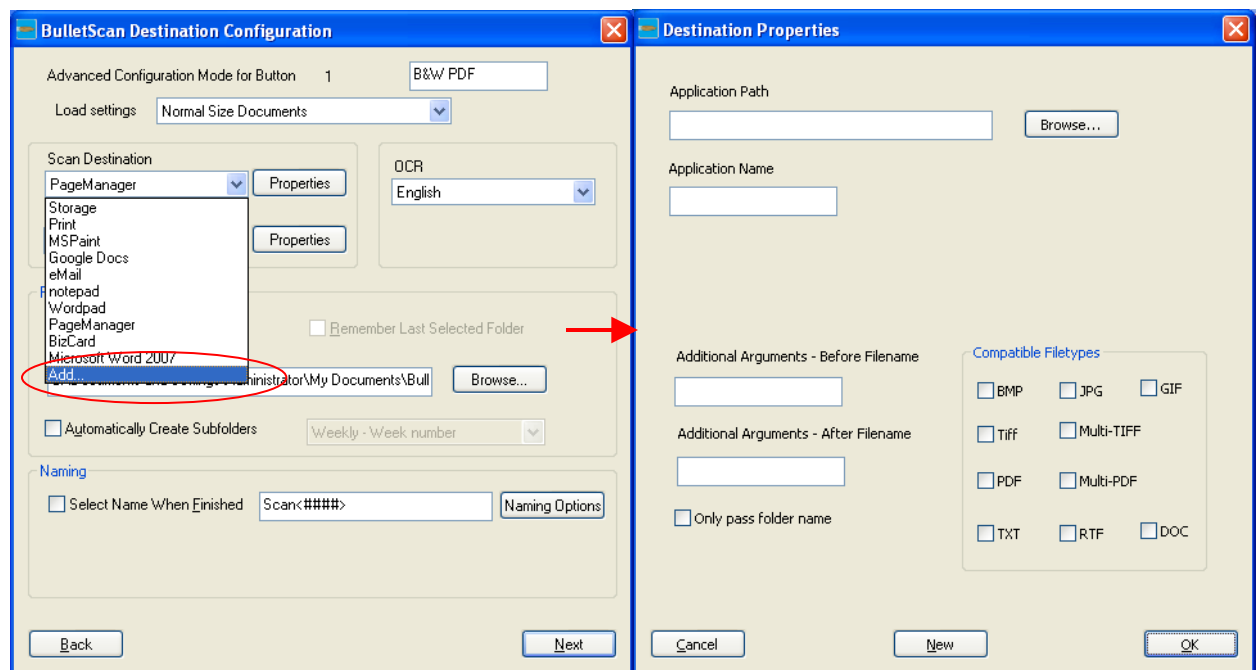 BulletScan Destination Configuration
Advanced Configuration Mode for Button 1 B&W PDF
Load settings Normal Size Documents
Scan Destination
PageManager Properties
Storage
Print
MSPaint
Google Docs
eMail
notepad
Wordpad
PageManager
BizCard
Microsoft Word 2007
Add...
Properties
OCR
English
Remember Last Selected Folder
ministrator\My Documents\Bull Browse...
Automatically Create Subfolders Weekly - Week number
Naming
Select Name When Finished Scan<####> Naming Options
Back Next
Destination Properties
Application Path
Browse...
Application Name
Additional Arguments - Before Filename
Additional Arguments - After Filename
Only pass folder name
Compatible Filetypes
BMP JPG GIF
Tiff Multi-TIFF
PDF Multi-PDF
TXT RTF DOC
Cancel New OK